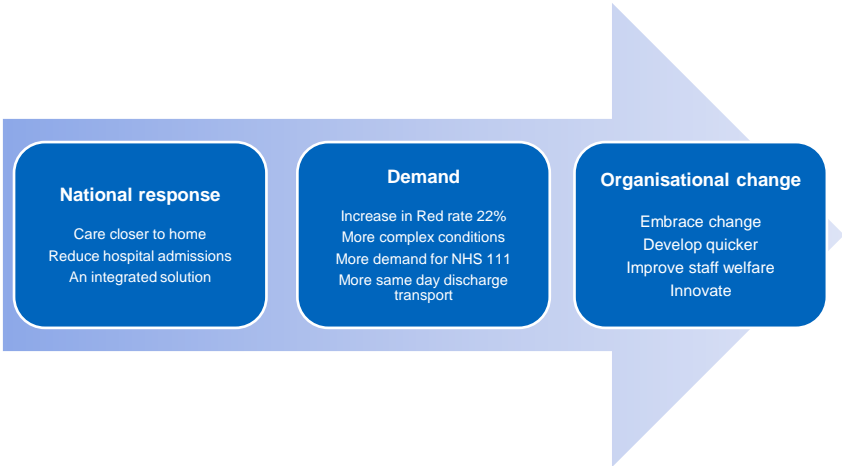 National response
Care closer to home
Reduce hospital admissions
An integrated solution
Demand
Increase in Red rate 22%
More complex conditions
More demand for NHS 111
More same day discharge
transport
Organisational change
Embrace change
Develop quicker
Improve staff welfare
Innovate